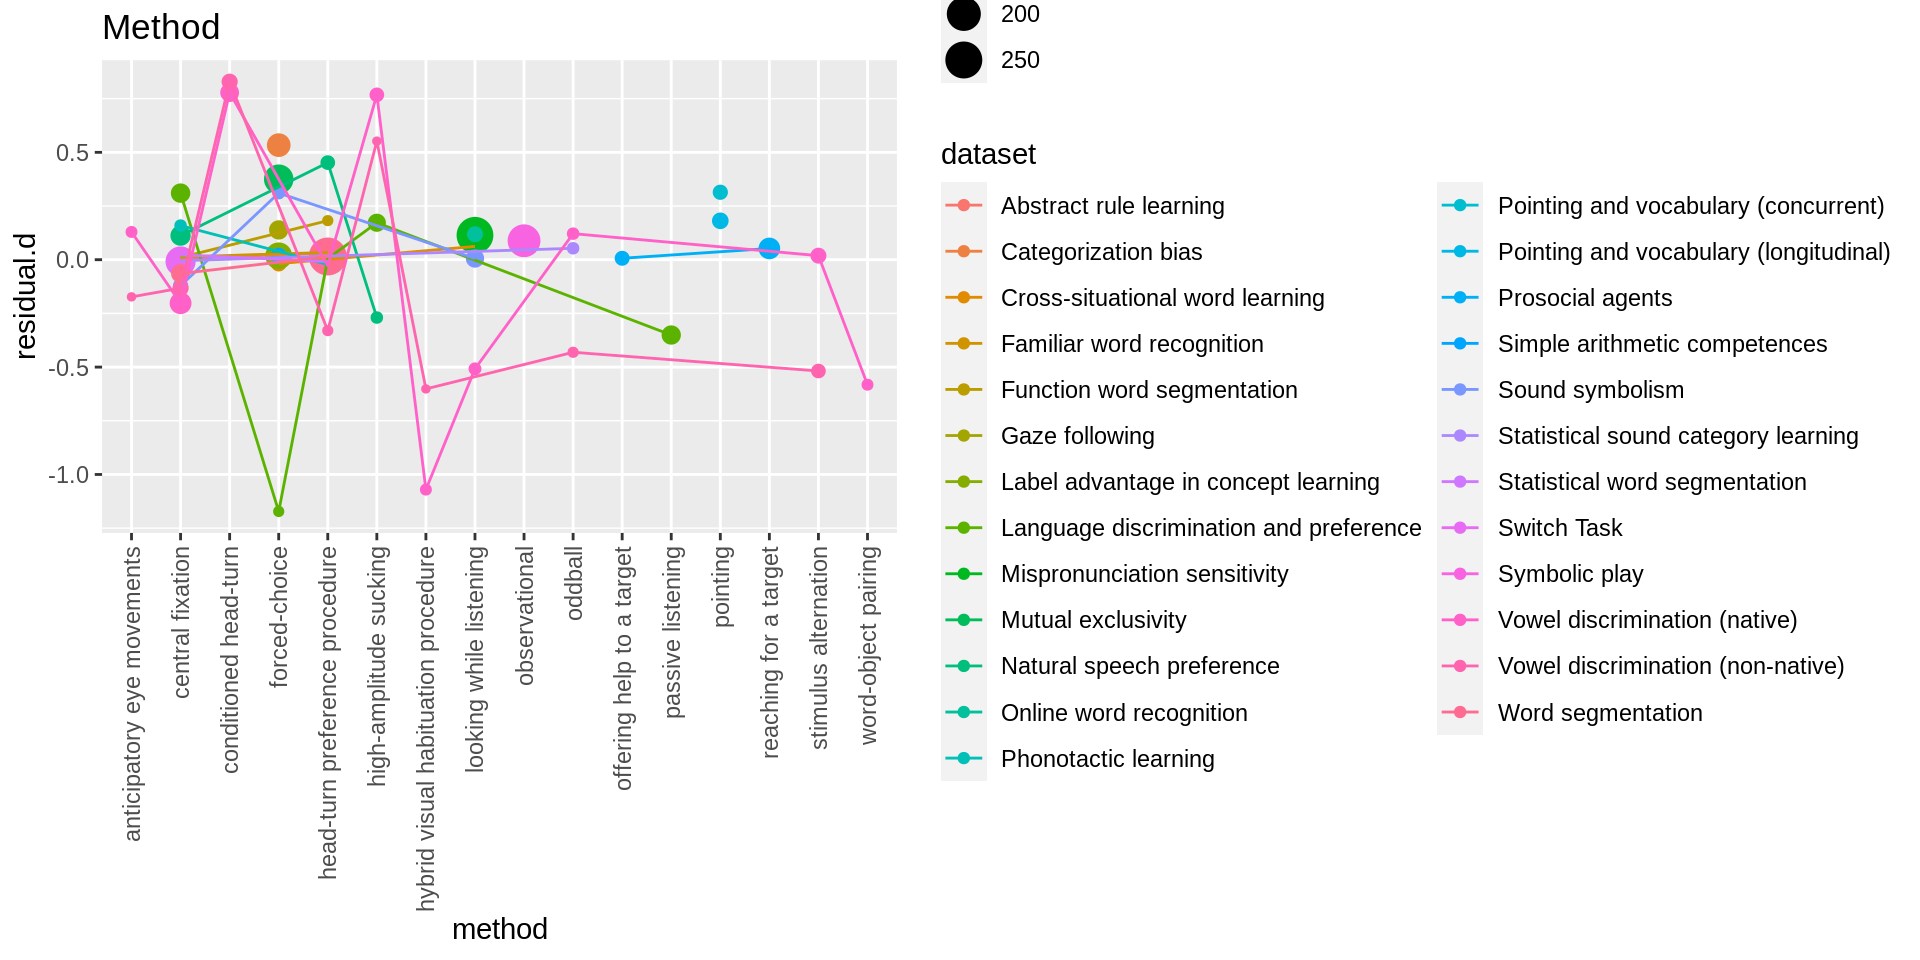 Method
200
250
residual.d
0.5
0.0
-0.5
-1.0
anticipatory eye movements
central fixation
conditioned head-turn
forced-choice
head-turn preference procedure
high-amplitude sucking
hybrid visual habituation procedure
looking while listening
observational
oddball
offering help to a target
passive listening
pointing
reaching for a target
stimulus alternation
word-object pairing
method
dataset
Abstract rule learning
Categorization bias
Cross-situational word learning
Familiar word recognition
Function word segmentation
Gaze following
Label advantage in concept learning
Language discrimination and preference
Mispronunciation sensitivity
Mutual exclusivity
Natural speech preference
Online word recognition
Phonotactic learning
Pointing and vocabulary (concurrent)
Pointing and vocabulary (longitudinal)
Prosocial agents
Simple arithmetic competences
Sound symbolism
Statistical sound category learning
Statistical word segmentation
Switch Task
Symbolic play
Vowel discrimination (native)
Vowel discrimination (non-native)
Word segmentation